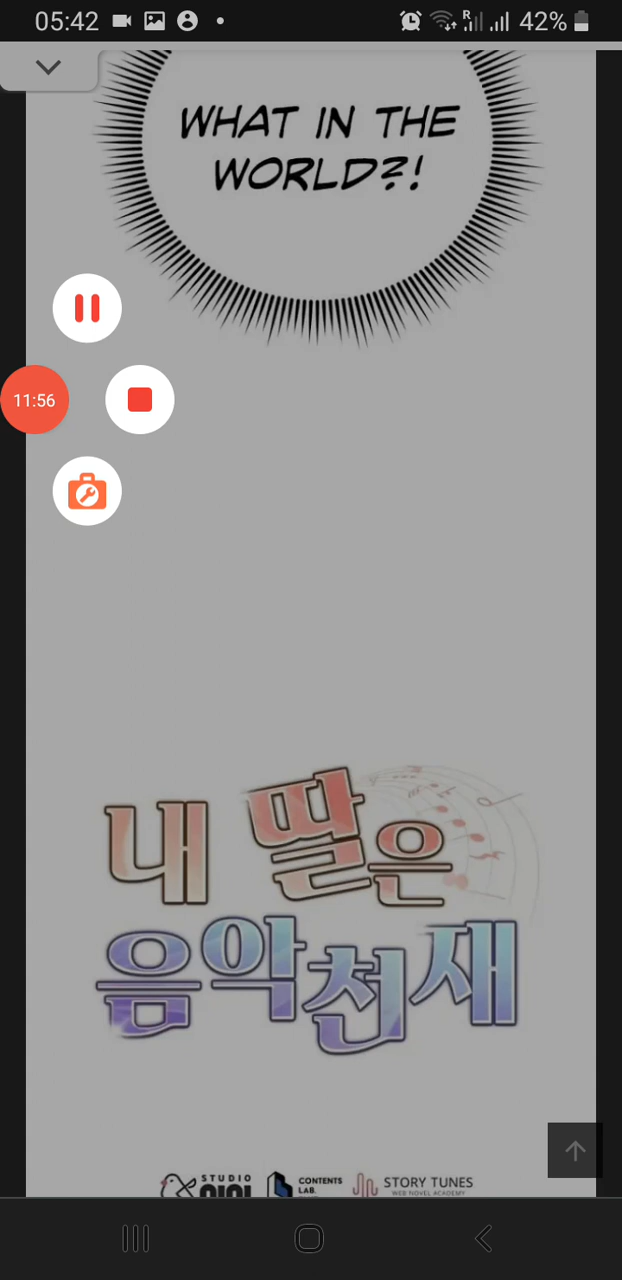 05:42
R
42%
WHAT IN THE
WORLD?!
11:56
내 딸은
음악천재
STUDIO
CONTENTS
LAB.
STORY TUNES
WEB NOVEL ACADEMY